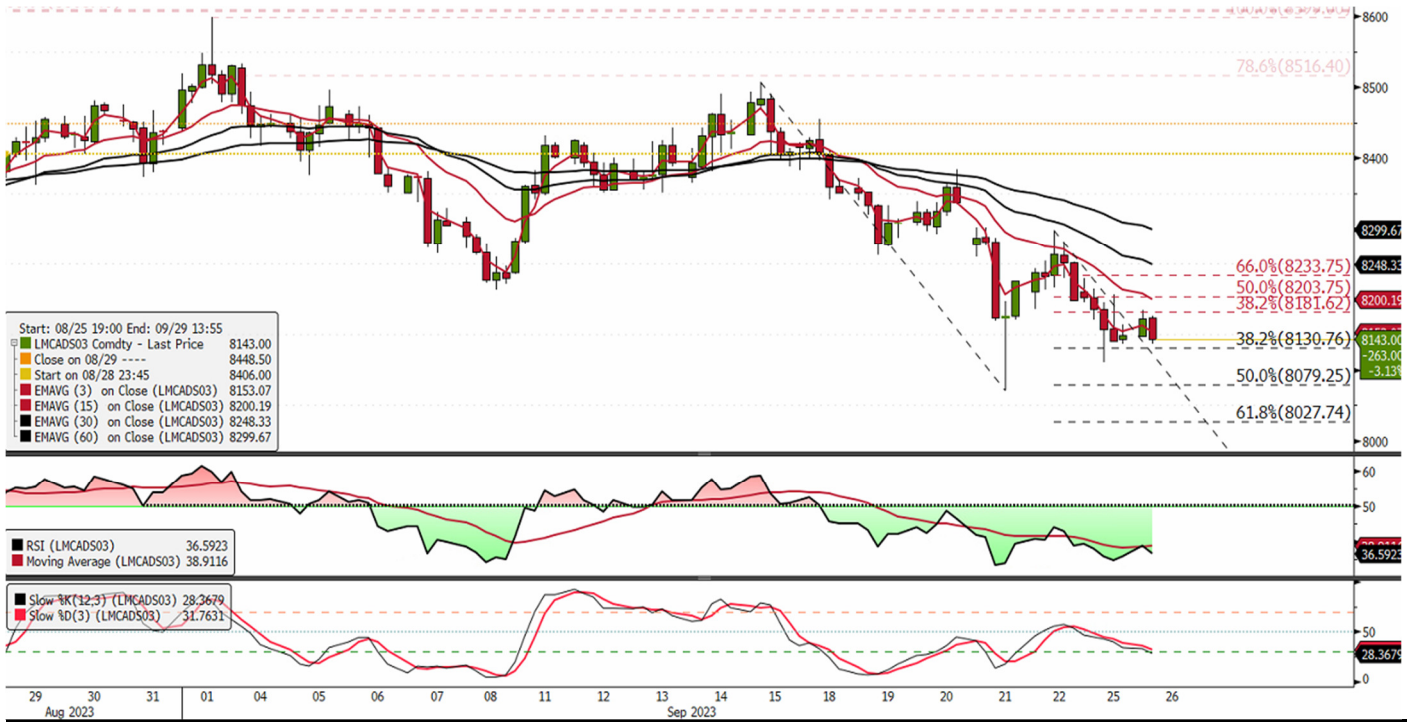 100.0%(8599.00)
8600
78.6%(8516.40)
8500
8400
8299.67
8248.33
66.0%(8233.75)
50.0%(8203.75)
8200.19
38.2%(8181.62)
38.2%(8130.76)
8143.00
-263.00
-3.13%
50.0%(8079.25)
61.8%(8027.74)
8000
Start: 08/25 19:00 End: 09/29 13:55
LMCADS03 Comdty - Last Price 8143.00
Close on 08/29 ---- 8448.50
Start on 08/28 23:45 8406.00
EMAVG (3) on Close (LMCADS03) 8153.07
EMAVG (15) on Close (LMCADS03) 8200.19
EMAVG (30) on Close (LMCADS03) 8248.33
EMAVG (60) on Close (LMCADS03) 8299.67
60
50
36.5923
RSI (LMCADS03) 36.5923
Moving Average (LMCADS03) 38.9116
Slow %K(12,3) (LMCADS03) 28.3679
Slow %D(3) (LMCADS03) 31.7631
50
28.3679
0
29 30 31 01 04 05 06 07 08 11 12 13 14 15 18 19 20 21 22 25 26
Aug 2023 Sep 2023